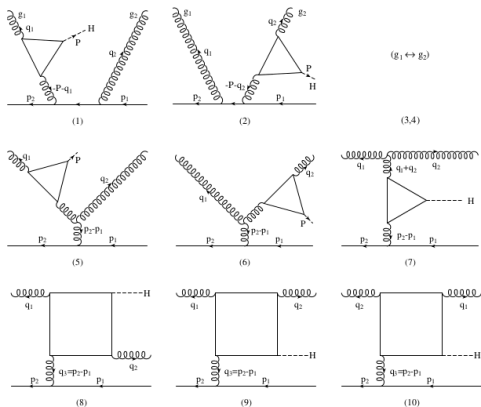 g₁ H g₂
q₁ P q₂
-P-q₁
p₂ p₁
(1)
q₂ g₂
q₁
P
H
-P-q₂
p₂ p₁
(2)
(g₁ ↔ g₂)
(3,4)
q₁ P
q₂
p₂-p₁
p₂ p₁
(5)
q₂
q₁
P
p₂-p₁
p₂ p₁
(6)
q₁ q₁+q₂ q₂
H
p₂-p₁
p₂ p₁
(7)
H
q₁
q₂
q₃=p₂-p₁
p₂ p₁
(8)
q₁ q₂
H
q₃=p₂-p₁
p₂ p₁
(9)
q₁ q₂
H
q₃=p₂-p₁
p₂ p₁
(10)